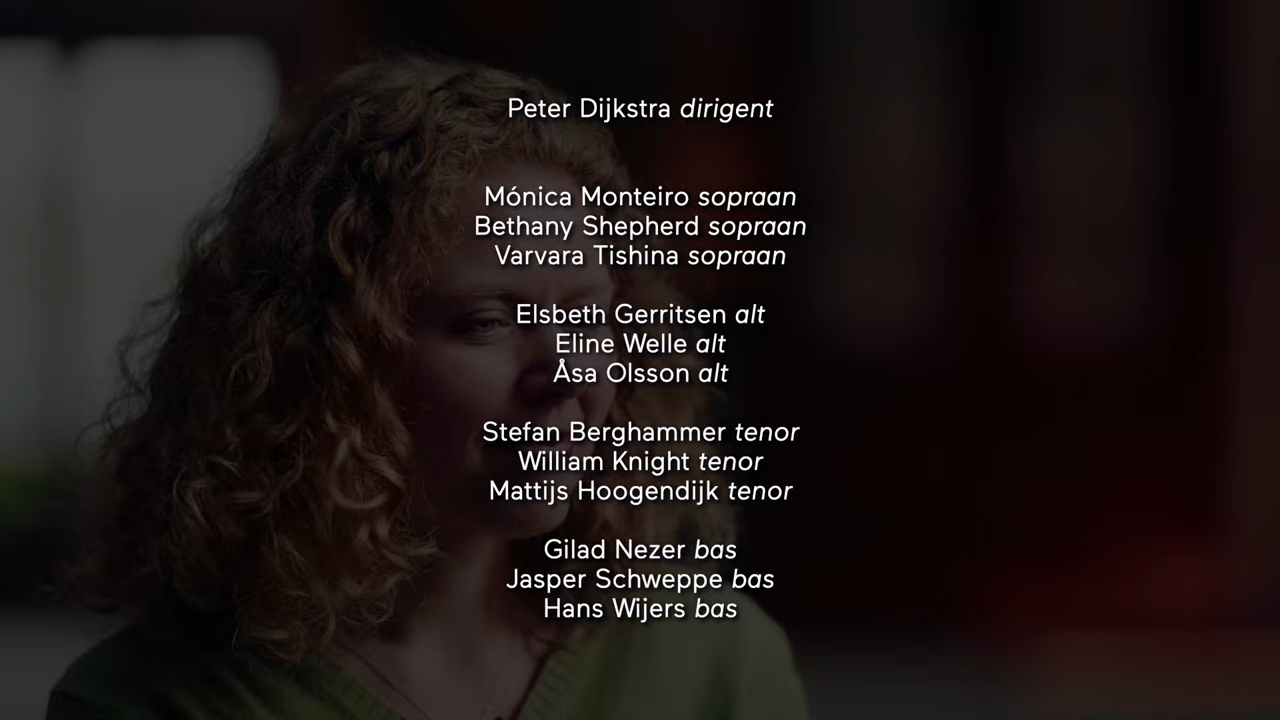 Peter Dijkstra dirigent
Mónica Monteiro sopraan
Bethany Shepherd sopraan
Varvara Tishina sopraan
Elsbeth Gerritsen alt
Eline Welle alt
Åsa Olsson alt
Stefan Berghammer tenor
William Knight tenor
Mattijs Hoogendijk tenor
Gilad Nezer bas
Jasper Schweppe bas
Hans Wijers bas